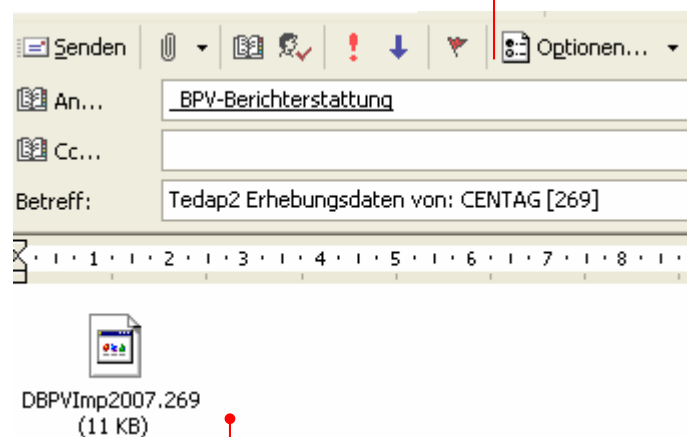 Senden Optionen...
An... _BPV-Berichterstattung
Cc...
Betreff: Tedap2 Erhebungsdaten von: CENTAG [269]
1 2 3 4 5 6 7 8
DBPVImp2007.269
(11 KB)